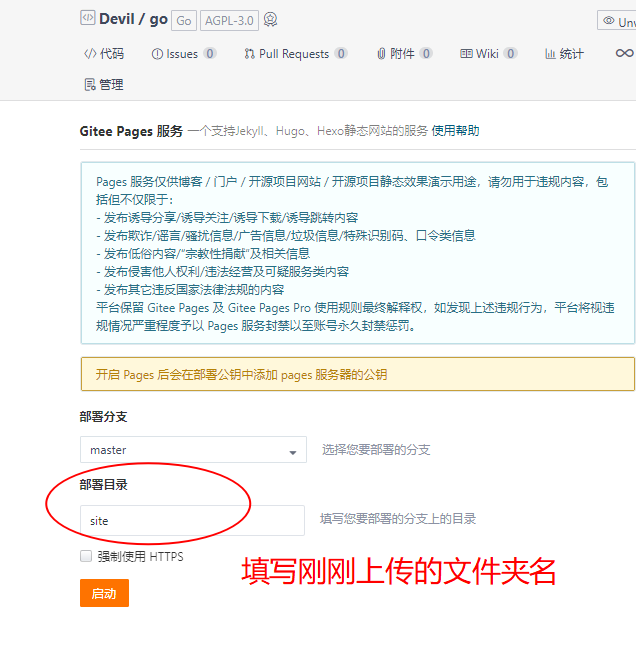 Devil / go Go AGPL-3.0
代码 Issues 0 Pull Requests 0 附件 0 Wiki 0 统计
管理
Gitee Pages 服务 一个支持Jekyll、Hugo、Hexo静态网站的服务 使用帮助
Pages 服务仅供博客 / 门户 / 开源项目网站 / 开源项目静态效果演示用途，请勿用于违规内容，包
括但不仅限于：
- 发布诱导分享/诱导关注/诱导下载/诱导跳转内容
- 发布欺诈/谣言/骚扰信息/广告信息/垃圾信息/特殊识别码、口令类信息
- 发布低俗内容/“宗教性捐献”及相关信息
- 发布侵害他人权利/违法经营及可疑服务类内容
- 发布其它违反国家法律法规的内容
平台保留 Gitee Pages 及 Gitee Pages Pro 使用规则最终解释权，如发现上述违规行为，平台将视违
规情况严重程度予以 Pages 服务封禁以至账号永久封禁惩罚。
开启 Pages 后会在部署公钥中添加 pages 服务器的公钥
部署分支
master 选择您要部署的分支
部署目录
site 填写您要部署的分支上的目录
强制使用 HTTPS
填写刚刚上传的文件夹名
启动